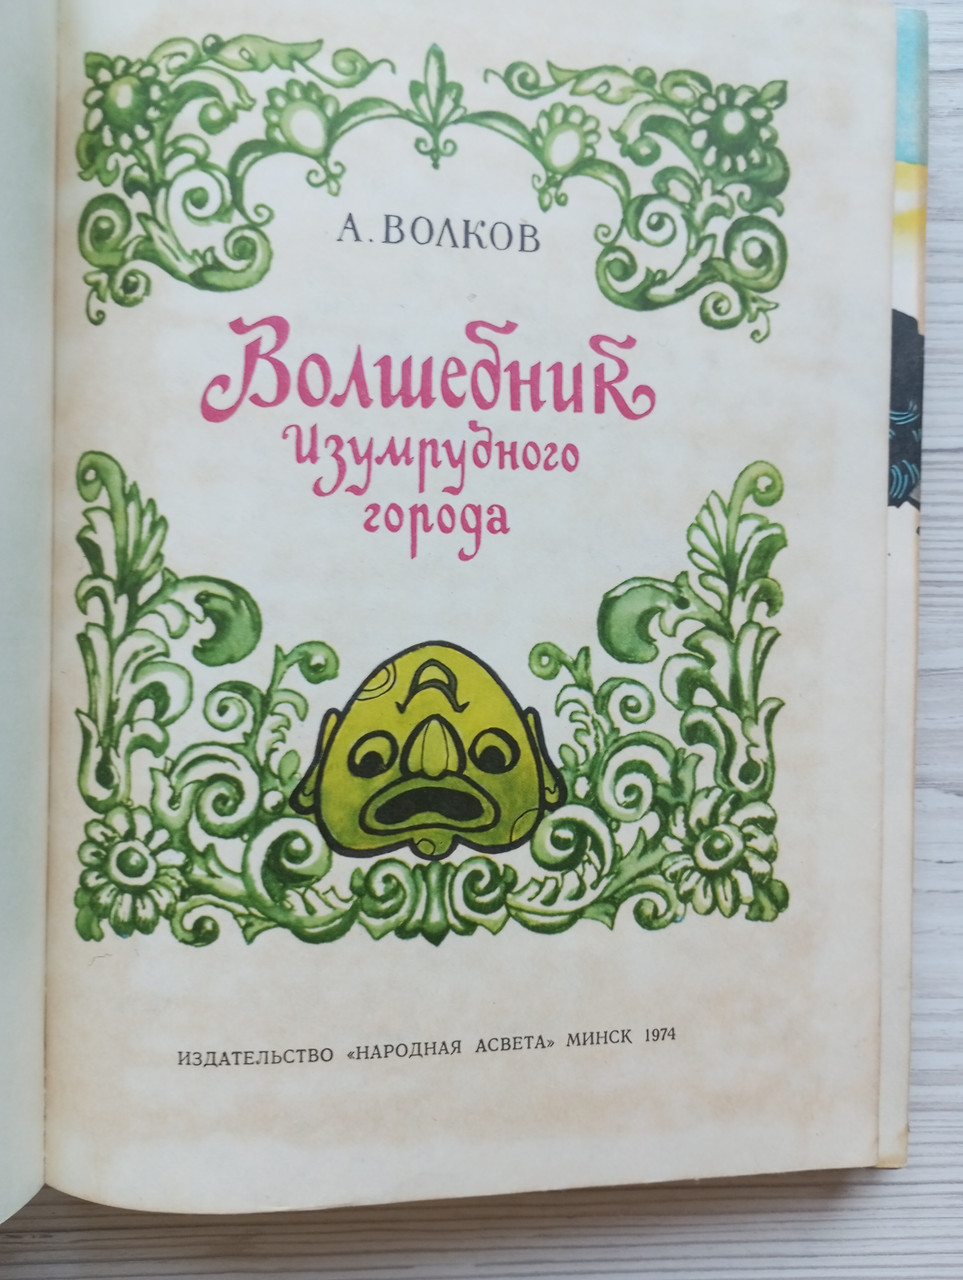 А. ВОЛКОВ
Волшебник
Изумрудного
города
ИЗДАТЕЛЬСТВО «НАРОДНАЯ АСВЕТА» МИНСК 1974